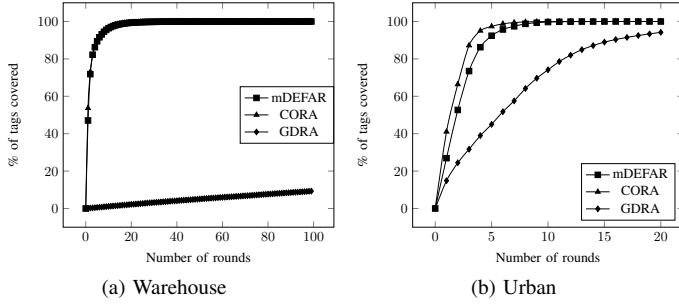 100
80
60
40
20
0
% of tags covered
mDEFAR
CORA
GDRA
0 20 40 60 80 100
Number of rounds
(a) Warehouse
100
80
60
40
20
0
% of tags covered
mDEFAR
CORA
GDRA
0 5 10 15 20
Number of rounds
(b) Urban